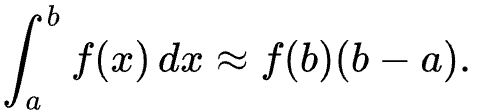 ∫_a^b f(x) dx ≈ f(b)(b − a).